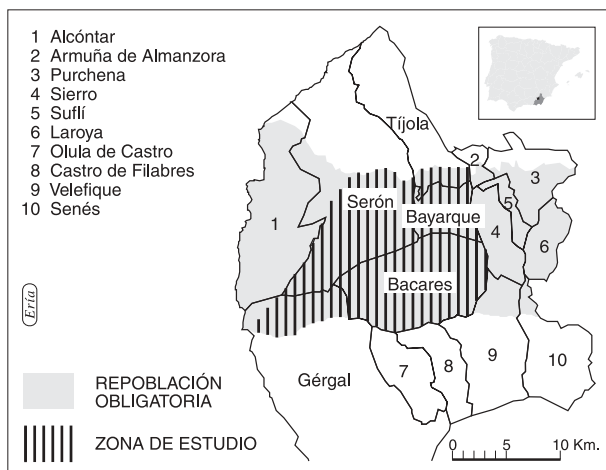 1 Alcóntar
2 Armuña de Almanzora
3 Purchena
4 Sierro
5 Suflí
6 Laroya
7 Olula de Castro
8 Castro de Filabres
9 Velefique
10 Senés
Tíjola
2
3
Serón
5
1
Bayarque
4
6
Bacares
Ería
Gérgal
7
8
9
10
REPOBLACIÓN
OBLIGATORIA
ZONA DE ESTUDIO
0 5 10 Km.